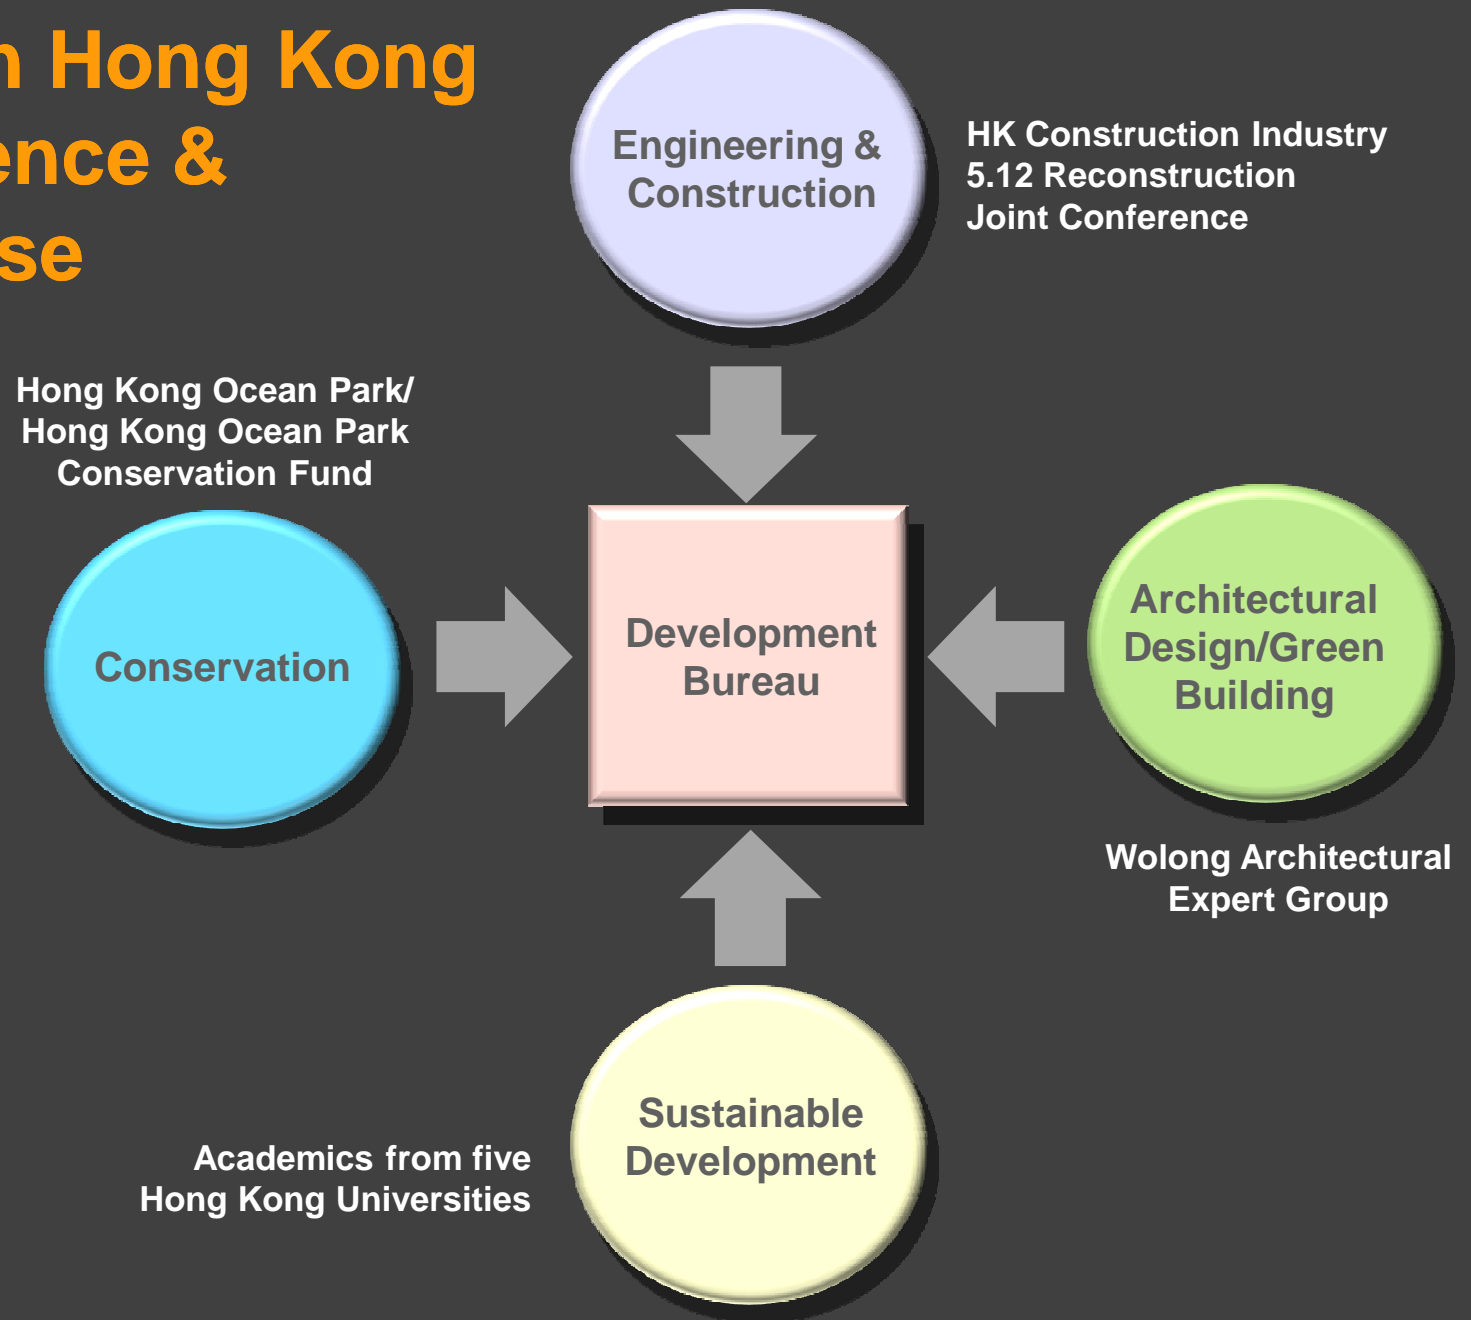 n Hong Kong
ence &
se
Engineering &
Construction
HK Construction Industry
5.12 Reconstruction
Joint Conference
Hong Kong Ocean Park/
Hong Kong Ocean Park
Conservation Fund
Conservation
Development
Bureau
Architectural
Design/Green
Building
Wolong Architectural
Expert Group
Sustainable
Development
Academics from five
Hong Kong Universities